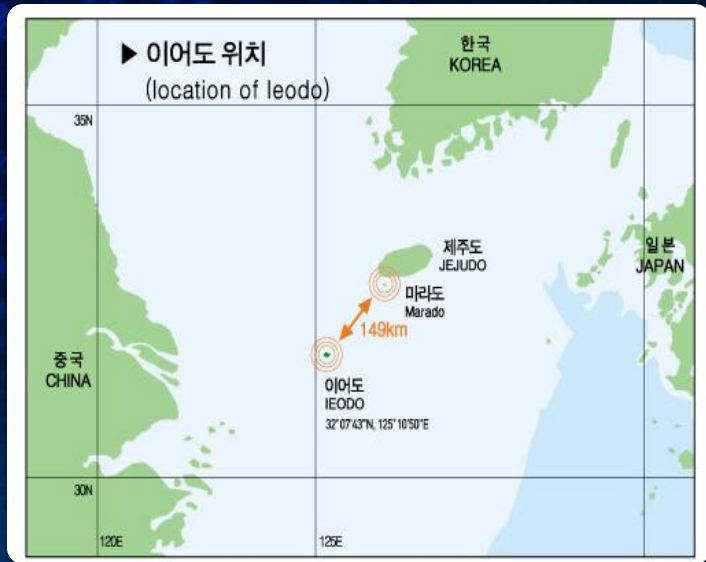 ▶ 이어도 위치
(location of Ieodo)
한국
KOREA
35N
제주도
JEJUDO
일본
JAPAN
마라도
Marado
149km
중국
CHINA
이어도
IEODO
32°07'43"N, 125°10'50"E
30N
120E
125E